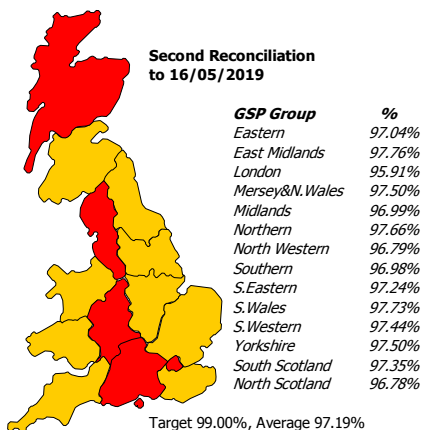 Second Reconciliation
to 16/05/2019
GSP Group %
Eastern 97.04%
East Midlands 97.76%
London 95.91%
Mersey&N.Wales 97.50%
Midlands 96.99%
Northern 97.66%
North Western 96.79%
Southern 96.98%
S.Eastern 97.24%
S.Wales 97.73%
S.Western 97.44%
Yorkshire 97.50%
South Scotland 97.35%
North Scotland 96.78%
Target 99.00%, Average 97.19%